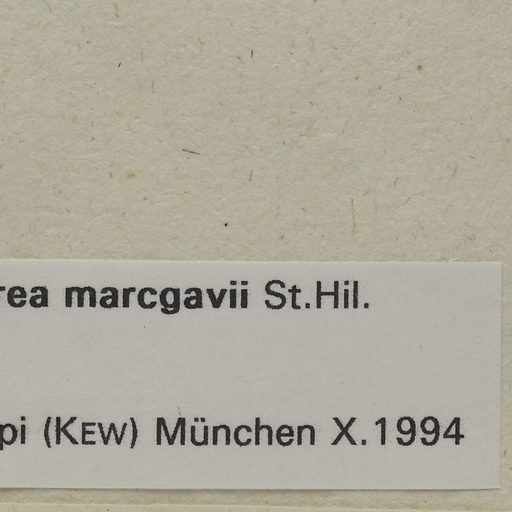 rea marcgavii St.Hil.
pi (KEW) München X.1994